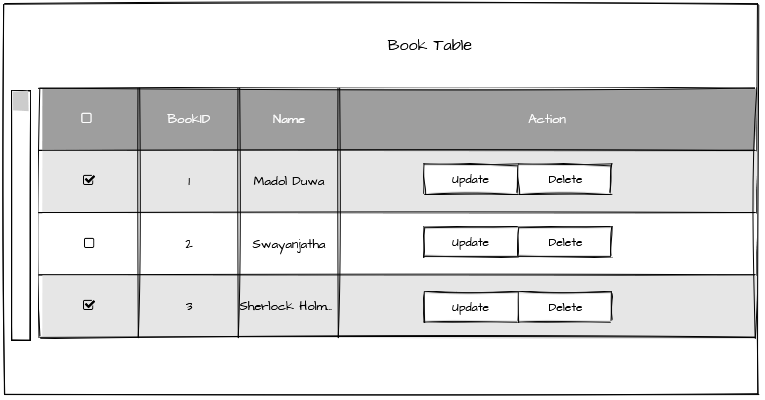 Book Table
BookID Name Action
1 Madol Duwa Update Delete
2 Swayanjatha Update Delete
3 Sherlock Holm... Update Delete